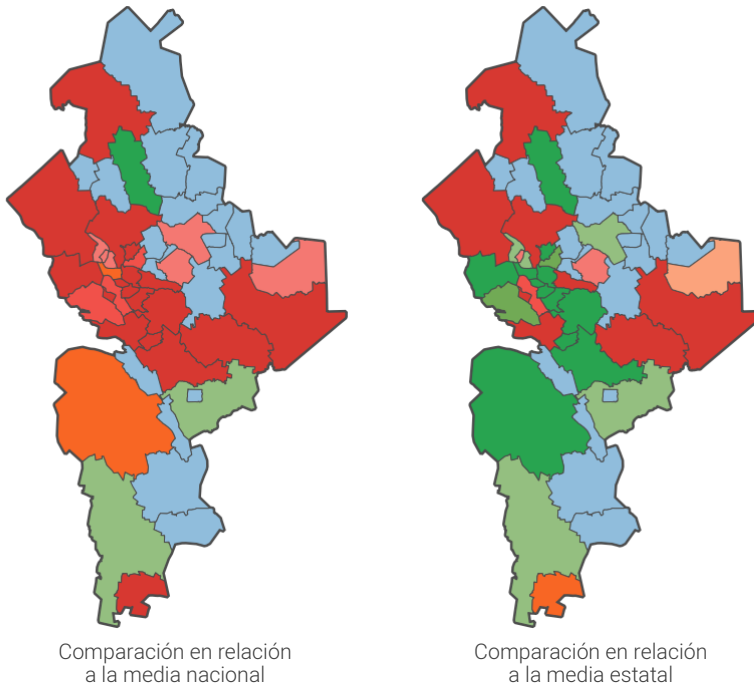 Comparación en relación
a la media nacional
Comparación en relación
a la media estatal